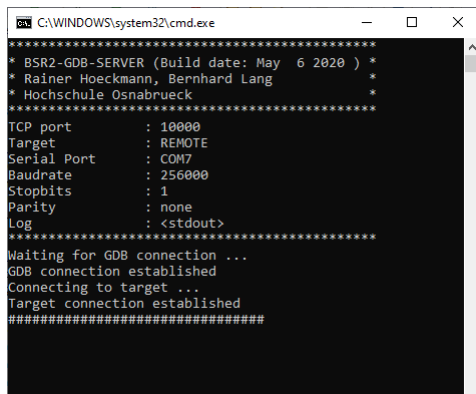 C:\WINDOWS\system32\cmd.exe
**********************************************
* BSR2-GDB-SERVER (Build date: May  6 2020 ) *
* Rainer Hoeckmann, Bernhard Lang            *
* Hochschule Osnabrueck                      *
**********************************************
TCP port         : 10000
Target           : REMOTE
Serial Port      : COM7
Baudrate         : 256000
Stopbits         : 1
Parity           : none
Log              : <stdout>
**********************************************
Waiting for GDB connection ...
GDB connection established
Connecting to target ...
Target connection established
################################